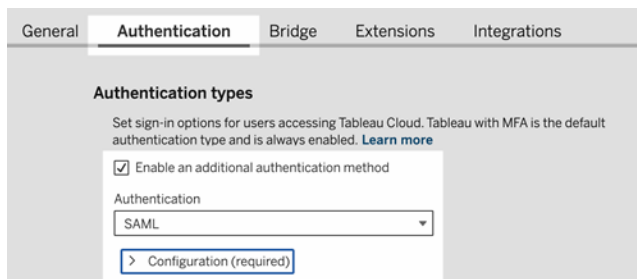 General Authentication Bridge Extensions Integrations
Authentication types
Set sign-in options for users accessing Tableau Cloud. Tableau with MFA is the default
authentication type and is always enabled. Learn more
Enable an additional authentication method
Authentication
SAML
Configuration (required)